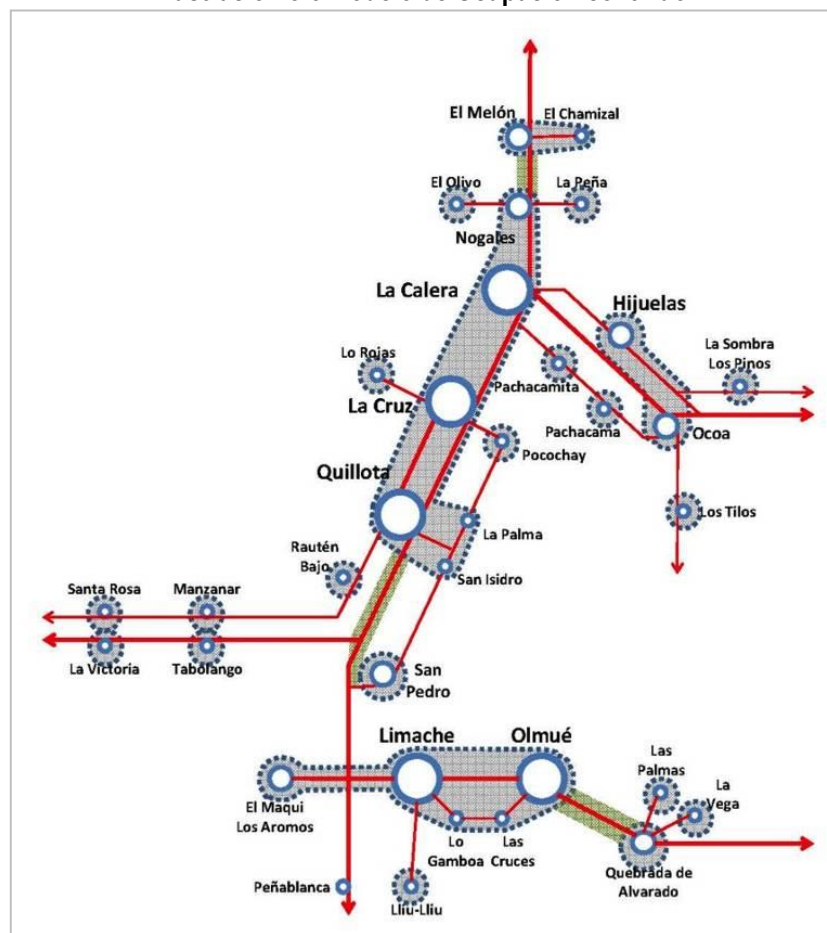 El Melón
El Chamizal
El Olivo
La Peña
Nogales
La Calera
Hijuelas
La Sombra
Los Pinos
Lo Rojas
Pachacamita
La Cruz
Pachacama
Ocoa
Pocochay
Quillota
Los Tilos
La Palma
Rautén
Bajo
San Isidro
Santa Rosa
Manzanar
La Victoria
Tabolango
San
Pedro
Limache
Olmué
Las
Palmas
La
Vega
El Maqui
Los Aromos
Lo
Gamboa
Las
Cruces
Quebrada de
Alvarado
Peñablanca
Lliu-Lliu